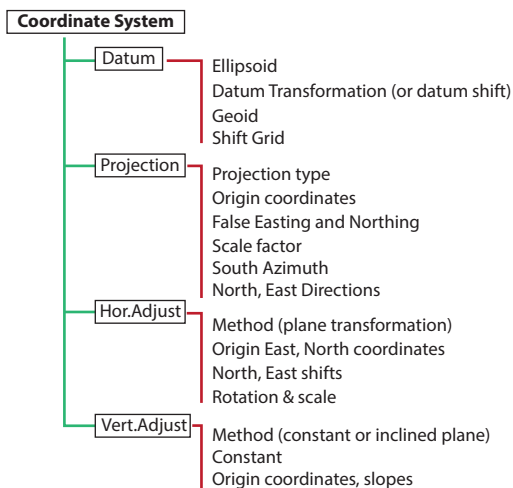 Coordinate System
Datum
Ellipsoid
Datum Transformation (or datum shift)
Geoid
Shift Grid
Projection
Projection type
Origin coordinates
False Easting and Northing
Scale factor
South Azimuth
North, East Directions
Hor.Adjust
Method (plane transformation)
Origin East, North coordinates
North, East shifts
Rotation & scale
Vert.Adjust
Method (constant or inclined plane)
Constant
Origin coordinates, slopes